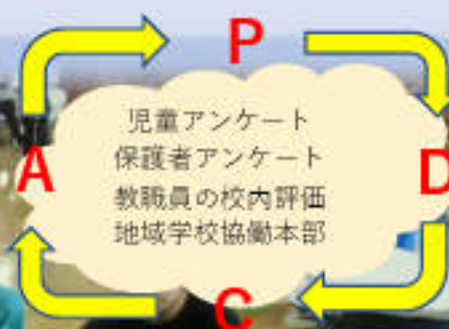 P
児童アンケート
保護者アンケート
A
D
教職員の校内評価
地域学校協働本部
C